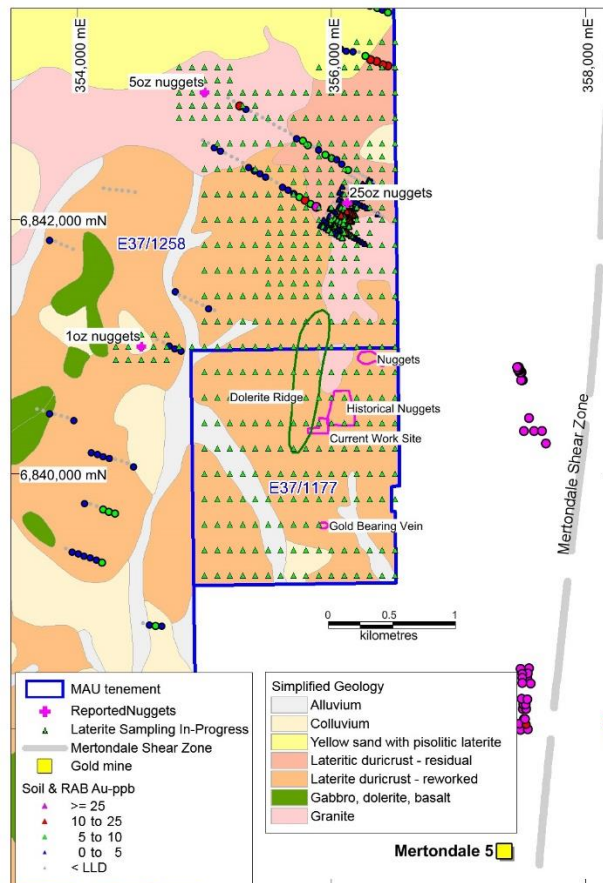 354,000 mE
356,000 mE
358,000 mE
5oz nuggets
25oz nuggets
6,842,000 mN
E37/1258
1oz nuggets
Nuggets
Dolerite Ridge
Historical Nuggets
Current Work Site
6,840,000 mN
E37/1177
Gold Bearing Vein
Mertondale Shear Zone
0 0.5 1
kilometres
MAU tenement
ReportedNuggets
Laterite Sampling In-Progress
Mertondale Shear Zone
Gold mine
Soil & RAB Au-ppb
>= 25
10 to 25
5 to 10
0 to 5
< LLD
Simplified Geology
Alluvium
Colluvium
Yellow sand with pisolitic laterite
Lateritic duricrust - residual
Laterite duricrust - reworked
Gabbro, dolerite, basalt
Granite
Mertondale 5